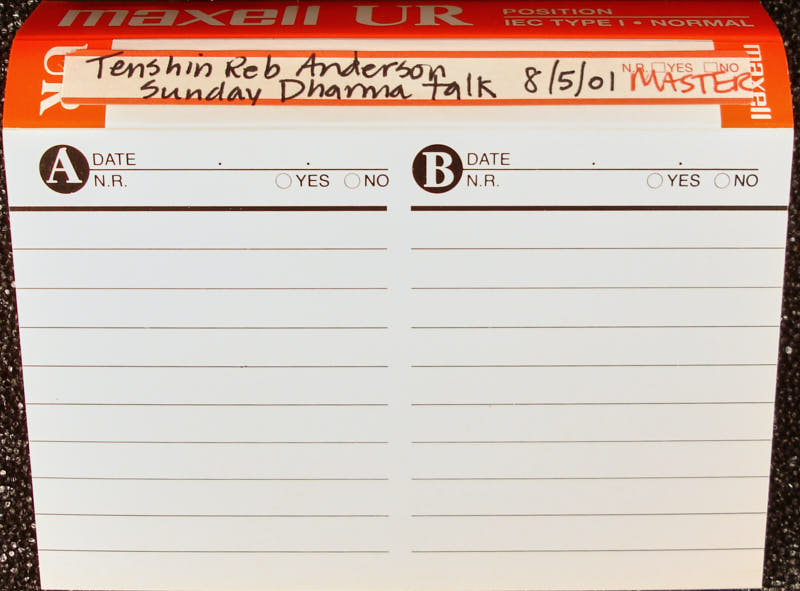 maxell UR POSITION
IEC TYPE I • NORMAL
UR
Tenshin Reb Anderson
Sunday Dharma talk 8/5/01
N.R. YES NO
MASTER
maxell
A DATE . .
N.R. YES NO
B DATE . .
N.R. YES NO